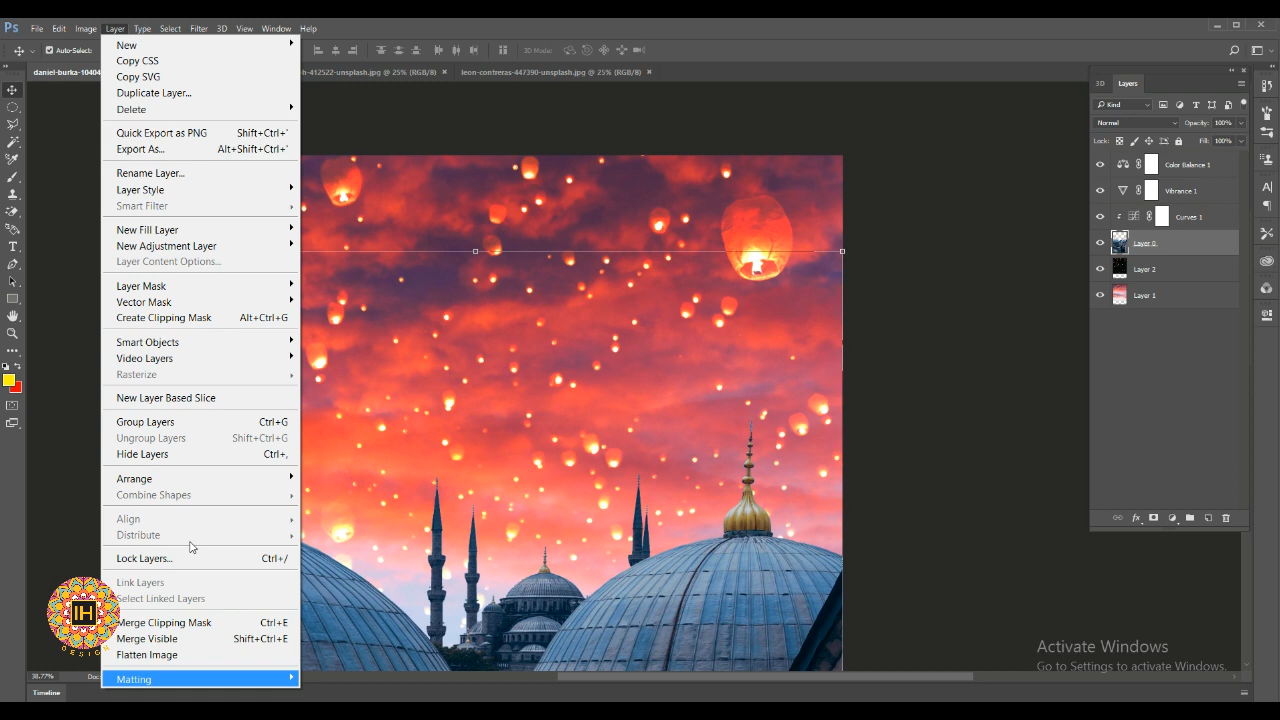 Ps File Edit Image Layer Type Select Filter 3D View Window Help
Auto-Select: 3D Mode:
daniel-burka-10404 h-412522-unsplash.jpg @ 25% (RGB/8) × leon-contreras-447390-unsplash.jpg @ 25% (RGB/8) ×
New
Copy CSS
Copy SVG
Duplicate Layer...
Delete
Quick Export as PNG Shift+Ctrl+'
Export As... Alt+Shift+Ctrl+'
Rename Layer...
Layer Style
Smart Filter
New Fill Layer
New Adjustment Layer
Layer Content Options...
Layer Mask
Vector Mask
Create Clipping Mask Alt+Ctrl+G
Smart Objects
Video Layers
Rasterize
New Layer Based Slice
Group Layers Ctrl+G
Ungroup Layers Shift+Ctrl+G
Hide Layers Ctrl+,
Arrange
Combine Shapes
Align
Distribute
Lock Layers... Ctrl+/
Link Layers
Select Linked Layers
Merge Clipping Mask Ctrl+E
Merge Visible Shift+Ctrl+E
Flatten Image
Matting
IH
DESIGN
3D Layers
Kind
Normal Opacity: 100%
Lock: Fill: 100%
Color Balance 1
Vibrance 1
Curves 1
Layer 0
Layer 2
Layer 1
Activate Windows
Go to Settings to activate Windows.
38.77% Doc:
Timeline